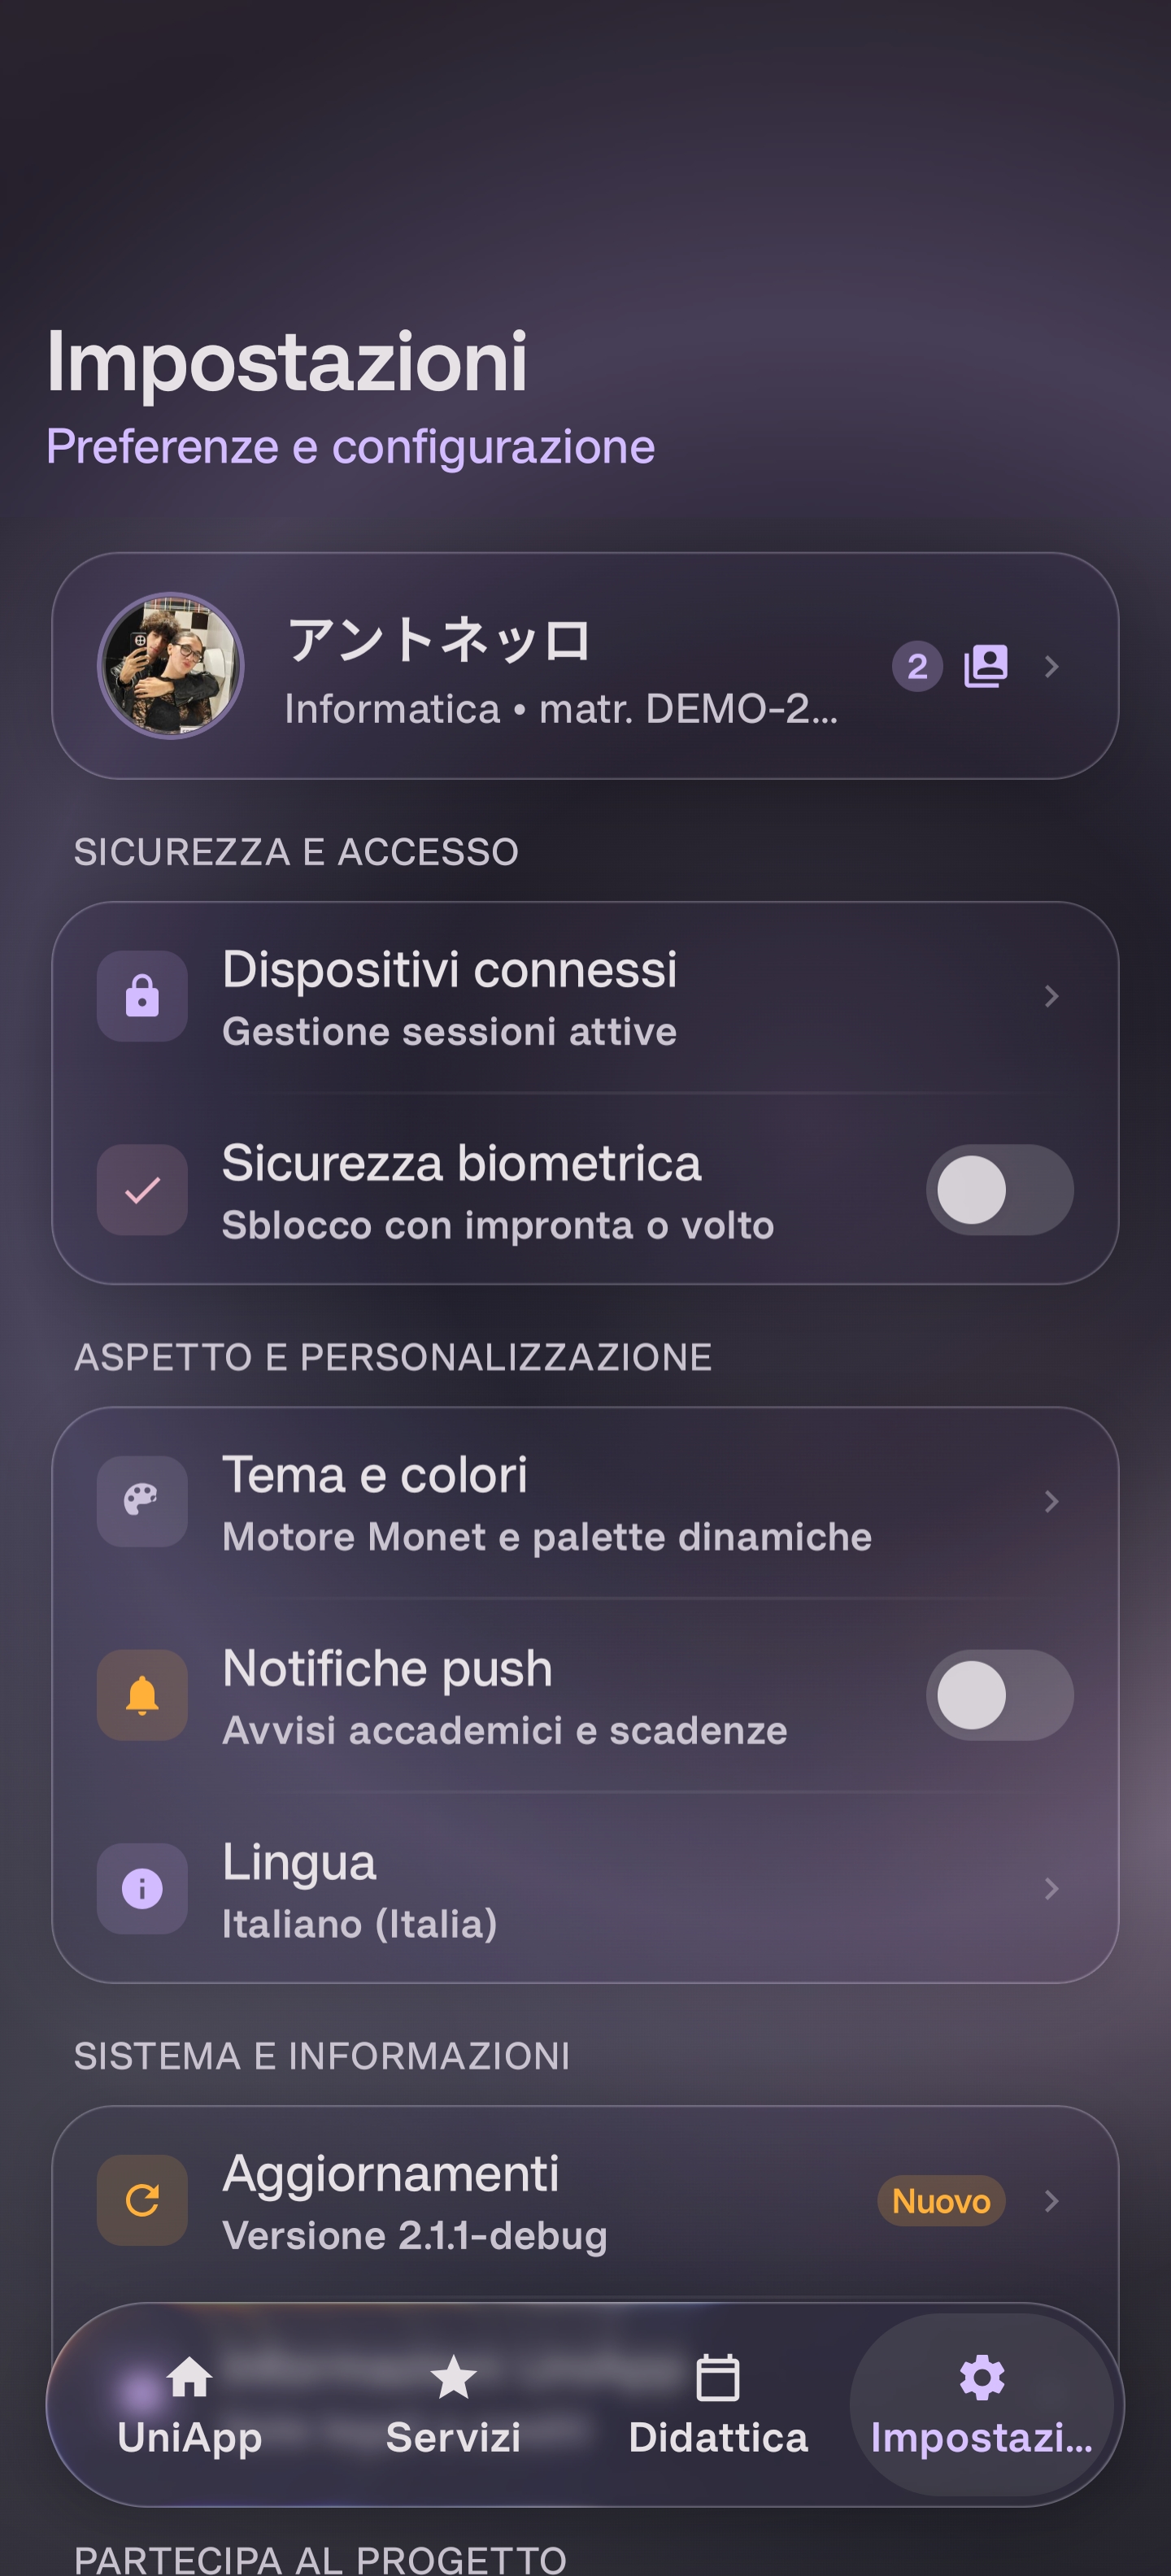 Impostazioni
Preferenze e configurazione
アントネッロ
Informatica • matr. DEMO-2...
2
SICUREZZA E ACCESSO
Dispositivi connessi
Gestione sessioni attive
Sicurezza biometrica
Sblocco con impronta o volto
ASPETTO E PERSONALIZZAZIONE
Tema e colori
Motore Monet e palette dinamiche
Notifiche push
Avvisi accademici e scadenze
Lingua
Italiano (Italia)
SISTEMA E INFORMAZIONI
Aggiornamenti
Versione 2.1.1-debug
Nuovo
UniApp
Servizi
Didattica
Impostazi...
PARTECIPA AL PROGETTO